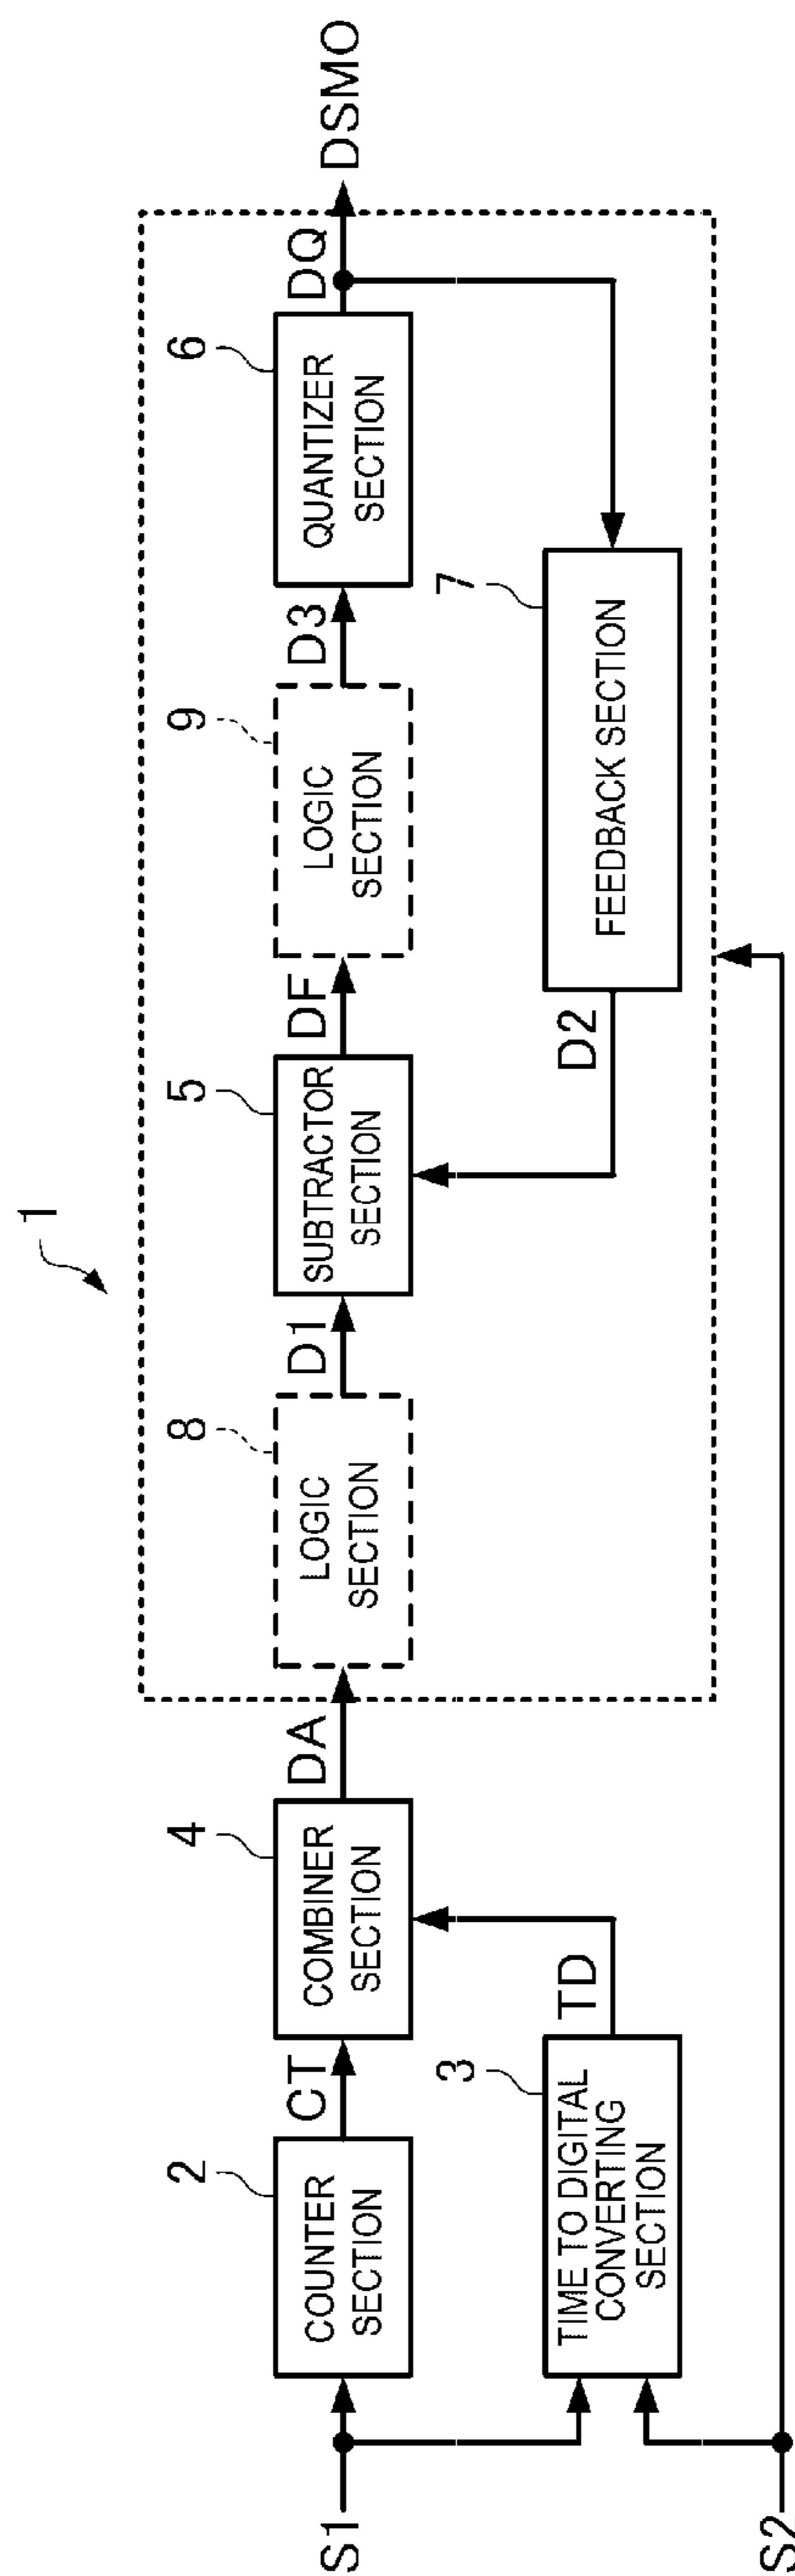 1
S1
COUNTER
SECTION
2
CT
COMBINER
SECTION
4
DA
LOGIC
SECTION
8
D1
SUBTRACTOR
SECTION
5
DF
LOGIC
SECTION
9
D3
QUANTIZER
SECTION
6
DQ
DSMO
TIME TO DIGITAL
CONVERTING
SECTION
3
TD
D2
FEEDBACK SECTION
7
S2